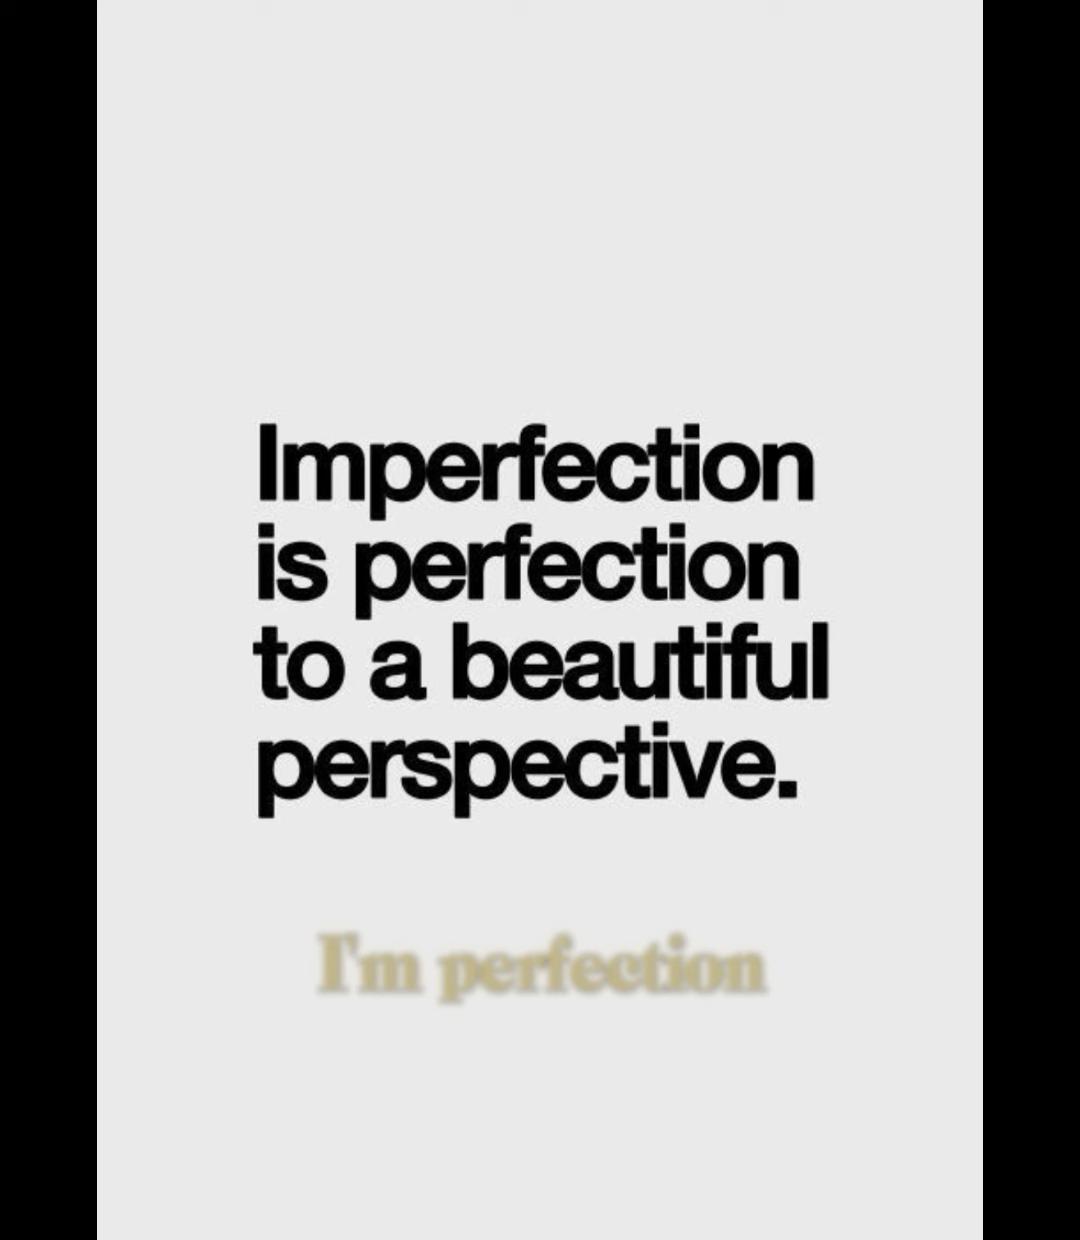 Imperfection
is perfection
to a beautiful
perspective.
I'm perfection